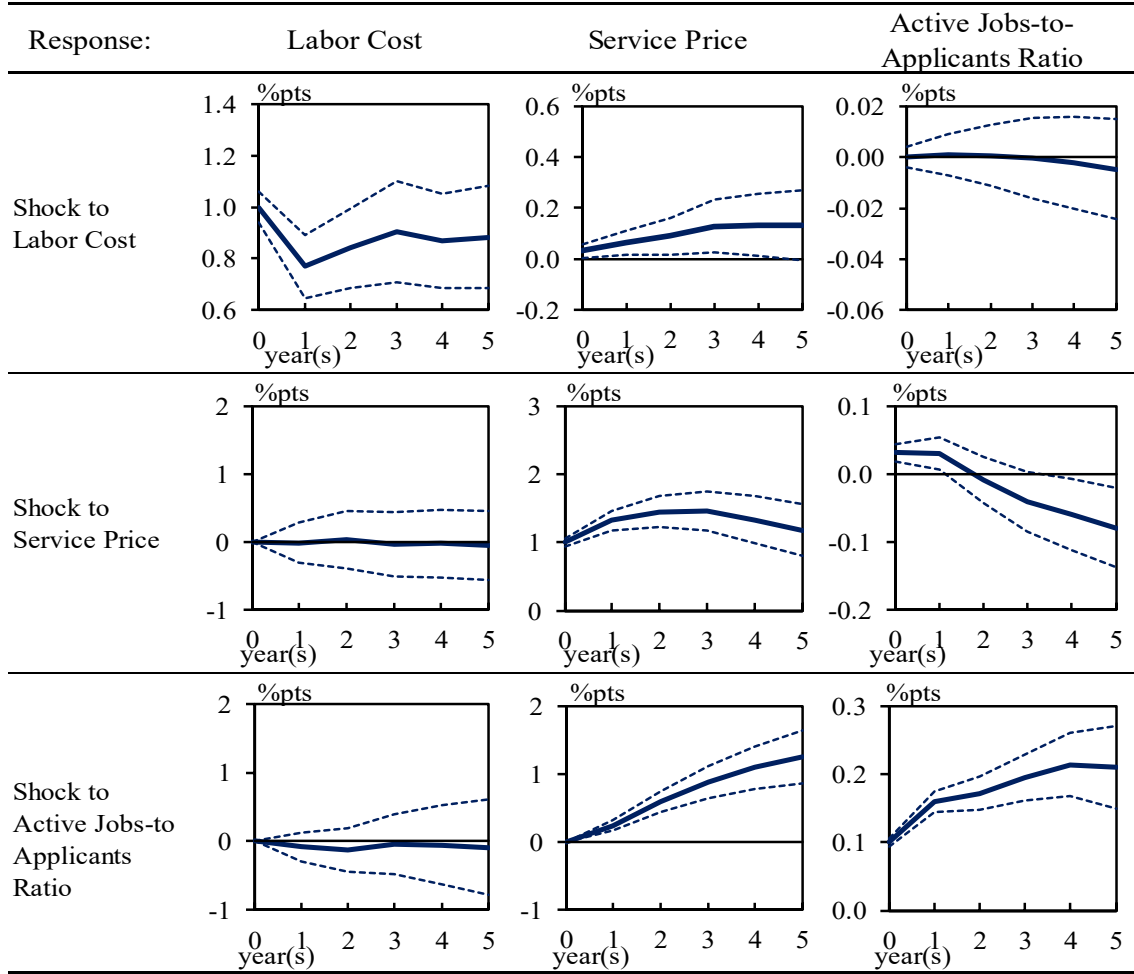 Response:
Labor Cost
Service Price
Active Jobs-to-
Applicants Ratio
Shock to
Labor Cost
%pts
1.4
1.2
1.0
0.8
0.6
0 1 2 3 4 5
year(s)
%pts
0.6
0.4
0.2
0.0
-0.2
0 1 2 3 4 5
year(s)
%pts
0.02
0.00
-0.02
-0.04
-0.06
0 1 2 3 4 5
year(s)
Shock to
Service Price
%pts
2
1
0
-1
0 1 2 3 4 5
year(s)
%pts
3
2
1
0
0 1 2 3 4 5
year(s)
%pts
0.1
0.0
-0.1
-0.2
0 1 2 3 4 5
year(s)
Shock to
Active Jobs-to
Applicants
Ratio
%pts
2
1
0
-1
0 1 2 3 4 5
year(s)
%pts
2
1
0
-1
0 1 2 3 4 5
year(s)
%pts
0.3
0.2
0.1
0.0
0 1 2 3 4 5
year(s)